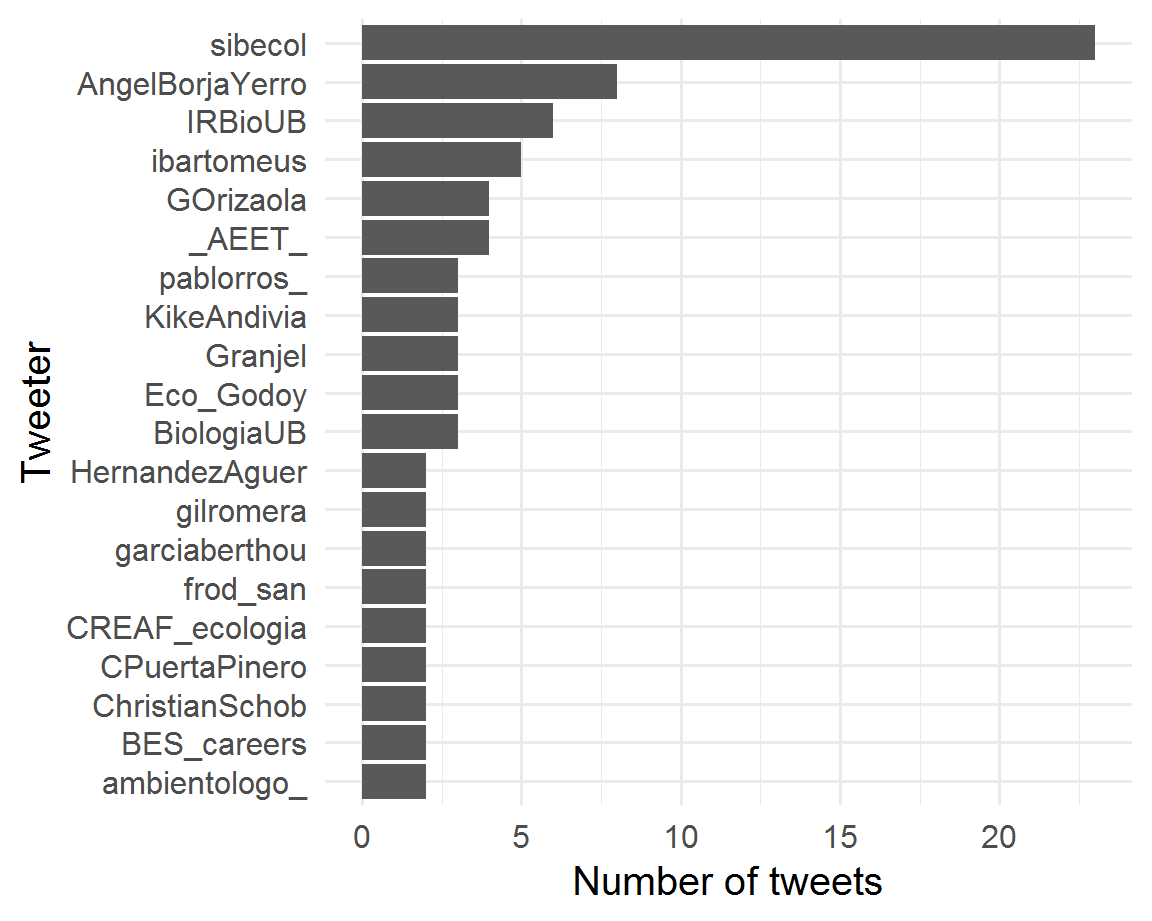 sibecol
AngelBorjaYerro
IRBioUB
ibartomeus
GOrizaola
_AEET_
pablorros_
KikeAndivia
Granjel
Eco_Godoy
BiologiaUB
HernandezAguer
gilromera
garciaberthou
frod_san
CREAF_ecologia
CPuertaPinero
ChristianSchob
BES_careers
ambientologo_
Tweeter
0 5 10 15 20
Number of tweets